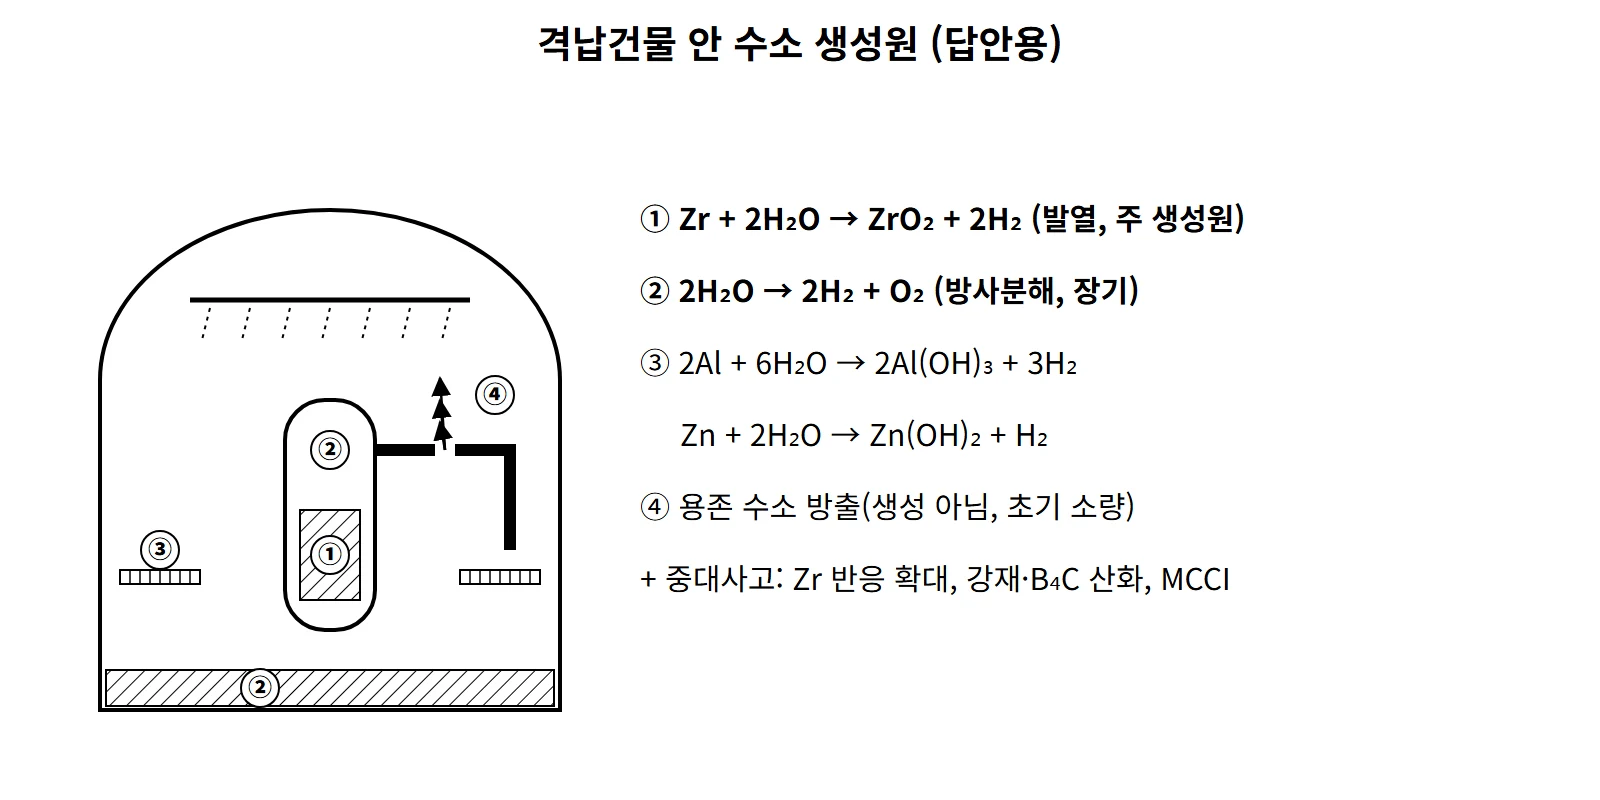 격납건물 안 수소 생성원 (답안용)
① Zr + 2H₂O → ZrO₂ + 2H₂ (발열, 주 생성원)
② 2H₂O → 2H₂ + O₂ (방사분해, 장기)
③ 2Al + 6H₂O → 2Al(OH)₃ + 3H₂
Zn + 2H₂O → Zn(OH)₂ + H₂
④ 용존 수소 방출(생성 아님, 초기 소량)
+ 중대사고: Zr 반응 확대, 강재·B₄C 산화, MCCI
④
②
③
①
②